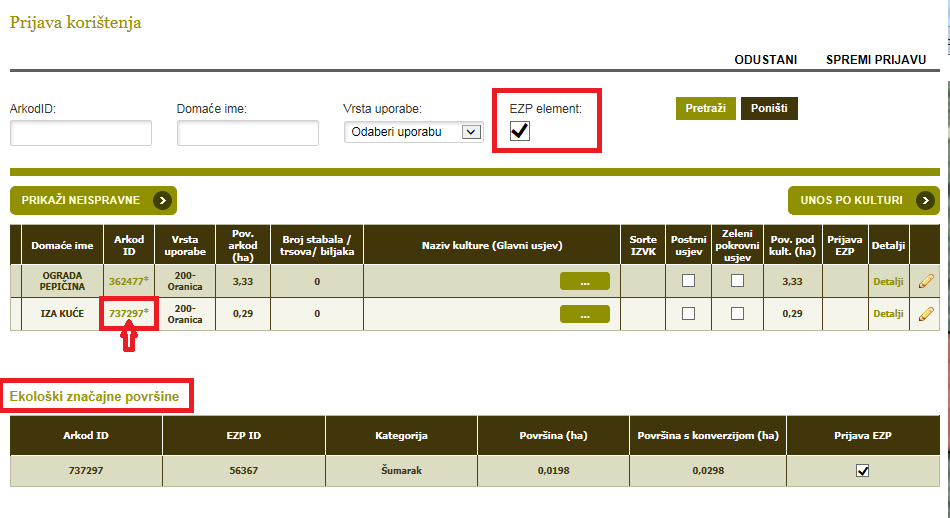 Prijava korištenja
ODUSTANI SPREMI PRIJAVU
ArkodID: Domaće ime: Vrsta uporabe: EZP element:
Odaberi uporabu Pretraži Poništi
PRIKAŽI NEISPRAVNE UNOS PO KULTURI
Domaće ime Arkod ID Vrsta uporabe Pov. arkod (ha) Broj stabala / trsova/ biljaka Naziv kulture (Glavni usjev) Sorte IZVK Postrni usjev Zeleni pokrovni usjev Pov. pod kult. (ha) Prijava EZP Detalji
OGRADA PEPIČINA 362477* 200-Oranica 3,33 0 ... 3,33 Detalji
IZA KUĆE 737297* 200-Oranica 0,29 0 ... 0,29 Detalji
Ekološki značajne površine
Arkod ID EZP ID Kategorija Površina (ha) Površina s konverzijom (ha) Prijava EZP
737297 56367 Šumarak 0,0198 0,0298